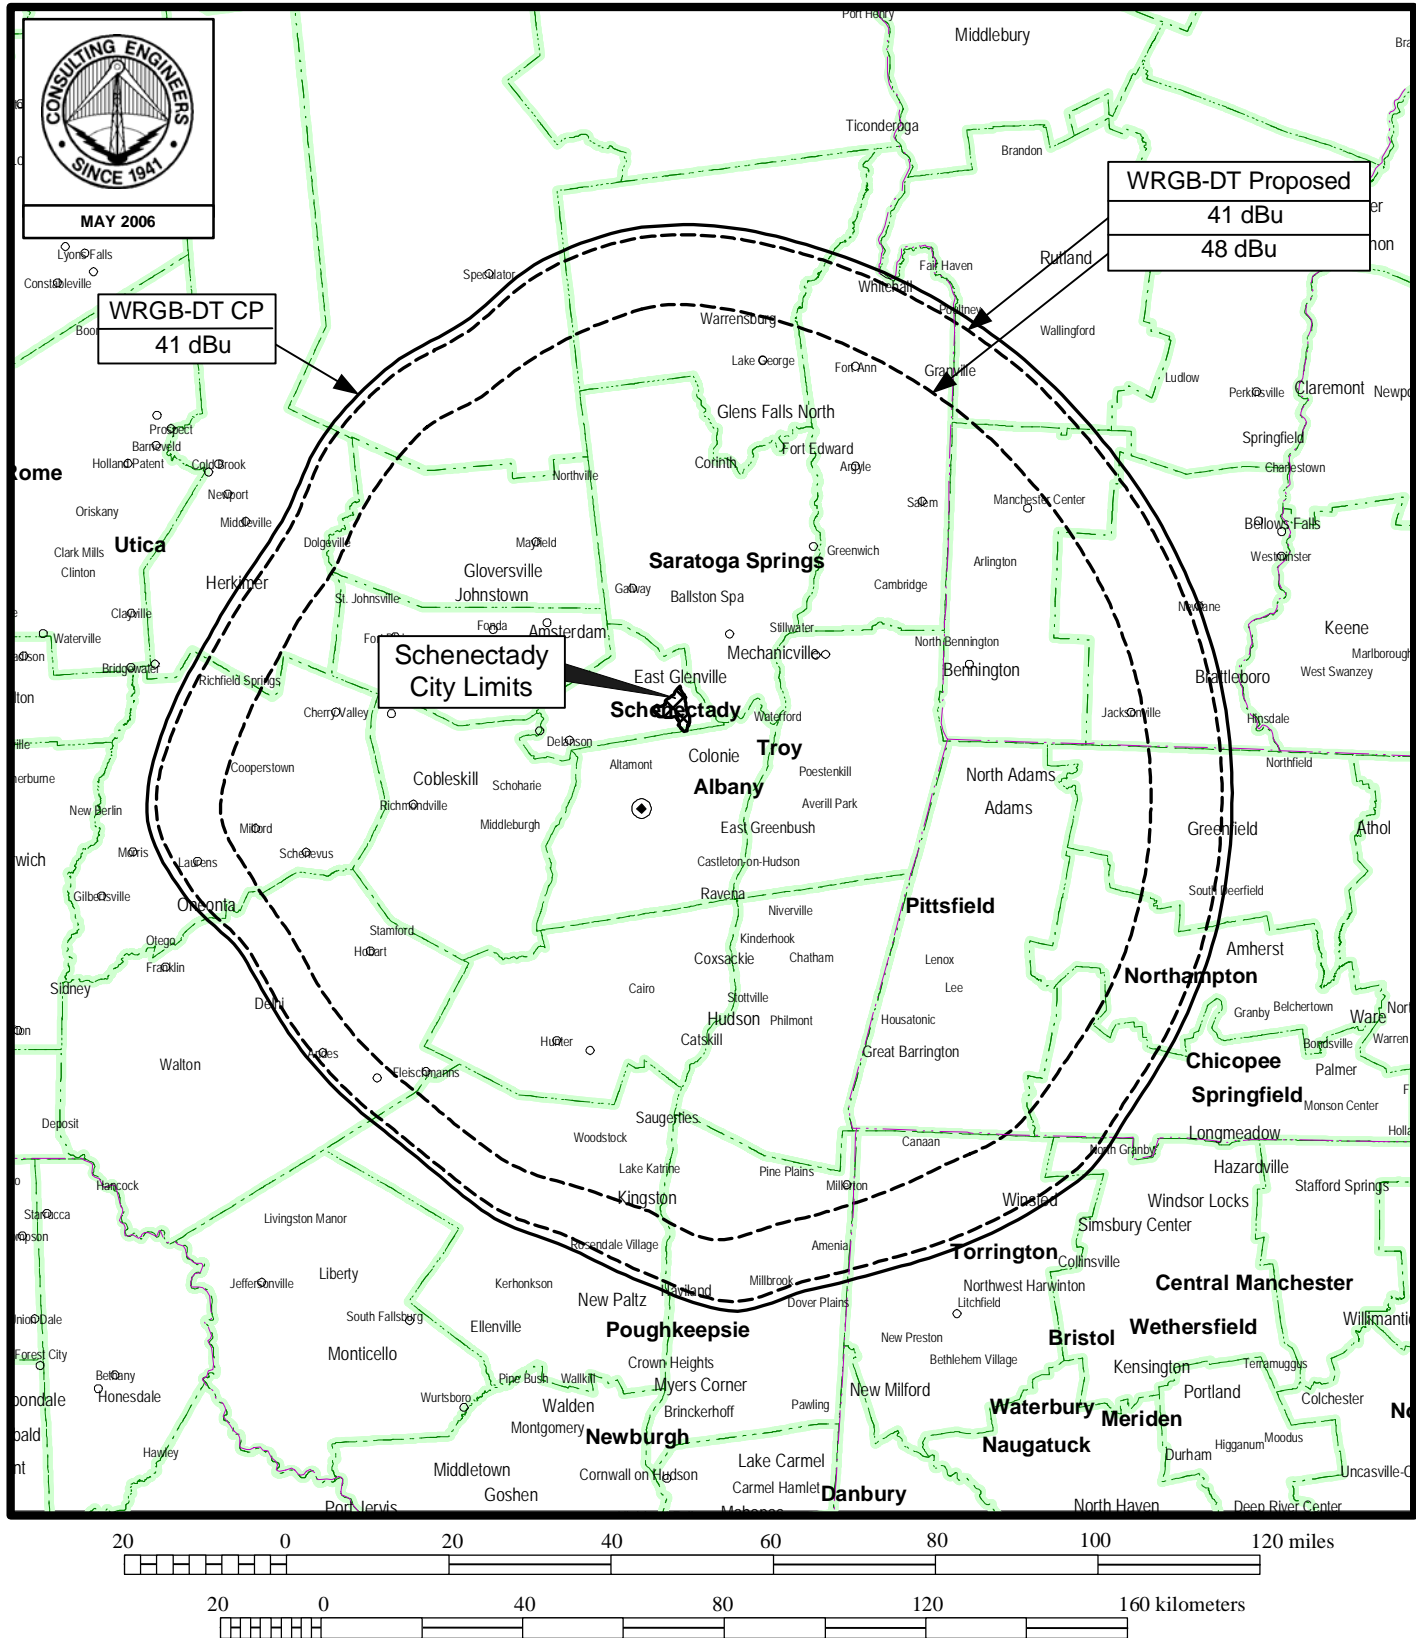 CONSULTING ENGINEERS
• SINCE 1941 •
MAY 2006
Port Henry
Middlebury
Ticonderoga
Brandon
WRGB-DT Proposed
41 dBu
48 dBu
Lyons Falls
Constableville
Speculator
Fair Haven
Rutland
Whitehall
WRGB-DT CP
41 dBu
Poultney
Warrensburg
Wallingford
Lake George
Fort Ann
Granville
Ludlow
Perkinsville
Claremont
Glens Falls North
Prospect
Barneveld
Holland Patent
Cold Brook
Fort Edward
Springfield
Corinth
Argyle
Charlestown
Northville
Newport
Salem
Manchester Center
Oriskany
Middleville
Bellows Falls
Utica
Dolgeville
Mayfield
Greenwich
Clark Mills
Westminster
Clinton
Gloversville
Saratoga Springs
Arlington
Herkimer
Johnstown
Galway
Cambridge
St. Johnsville
Ballston Spa
Newfane
Clayville
Fonda
Amsterdam
Stillwater
Keene
Waterville
North Bennington
Marlborough
Schenectady
City Limits
Mechanicville
Bridgewater
Richfield Springs
East Glenville
Bennington
Brattleboro
West Swanzey
Cherry Valley
Schenectady
Waterford
Jacksonville
Hinsdale
Delanson
Colonie
Troy
Northfield
Cooperstown
Cobleskill
Altamont
Poestenkill
North Adams
Schoharie
Albany
New Berlin
Richmondville
Averill Park
Adams
Milford
Middleburgh
East Greenbush
Greenfield
Athol
Morris
Laurens
Schenevus
Castleton-on-Hudson
Gilbertsville
Oneonta
Ravena
South Deerfield
Niverville
Pittsfield
Otego
Stamford
Kinderhook
Amherst
Franklin
Hobart
Coxsackie
Chatham
Lenox
Northampton
Sidney
Cairo
Stottville
Lee
Belchertown
Delhi
Granby
Ware
Hudson
Philmont
Housatonic
Andes
Hunter
Catskill
Great Barrington
Bondsville
Warren
Walton
Fleischmanns
Chicopee
Palmer
Springfield
Monson Center
Deposit
Saugerties
Woodstock
Canaan
Longmeadow
North Granby
Hancock
Lake Katrine
Pine Plains
Hazardville
Millerton
Stafford Springs
Starrucca
Kingston
Winsted
Windsor Locks
Livingston Manor
Simsbury Center
Rosendale Village
Amenia
Torrington
Collinsville
Liberty
Jeffersonville
Kerhonkson
Haviland
Millbrook
Northwest Harwinton
Central Manchester
New Paltz
Dover Plains
Litchfield
South Fallsburg
Ellenville
Poughkeepsie
Wethersfield
Union Dale
New Preston
Bristol
Forest City
Monticello
Crown Heights
Bethlehem Village
Kensington
Terramuggus
Bethany
Pine Bush
Wallkill
Myers Corner
New Milford
Portland
Honesdale
Wurtsboro
Walden
Brinckerhoff
Pawling
Waterbury
Meriden
Colchester
Montgomery
Newburgh
Naugatuck
Moodus
Hawley
Higganum
Durham
Middletown
Cornwall on Hudson
Lake Carmel
Goshen
Carmel Hamlet
Danbury
Port Jervis
North Haven
Deep River Center
20 0 20 40 60 80 100 120 miles
20 0 40 80 120 160 kilometers